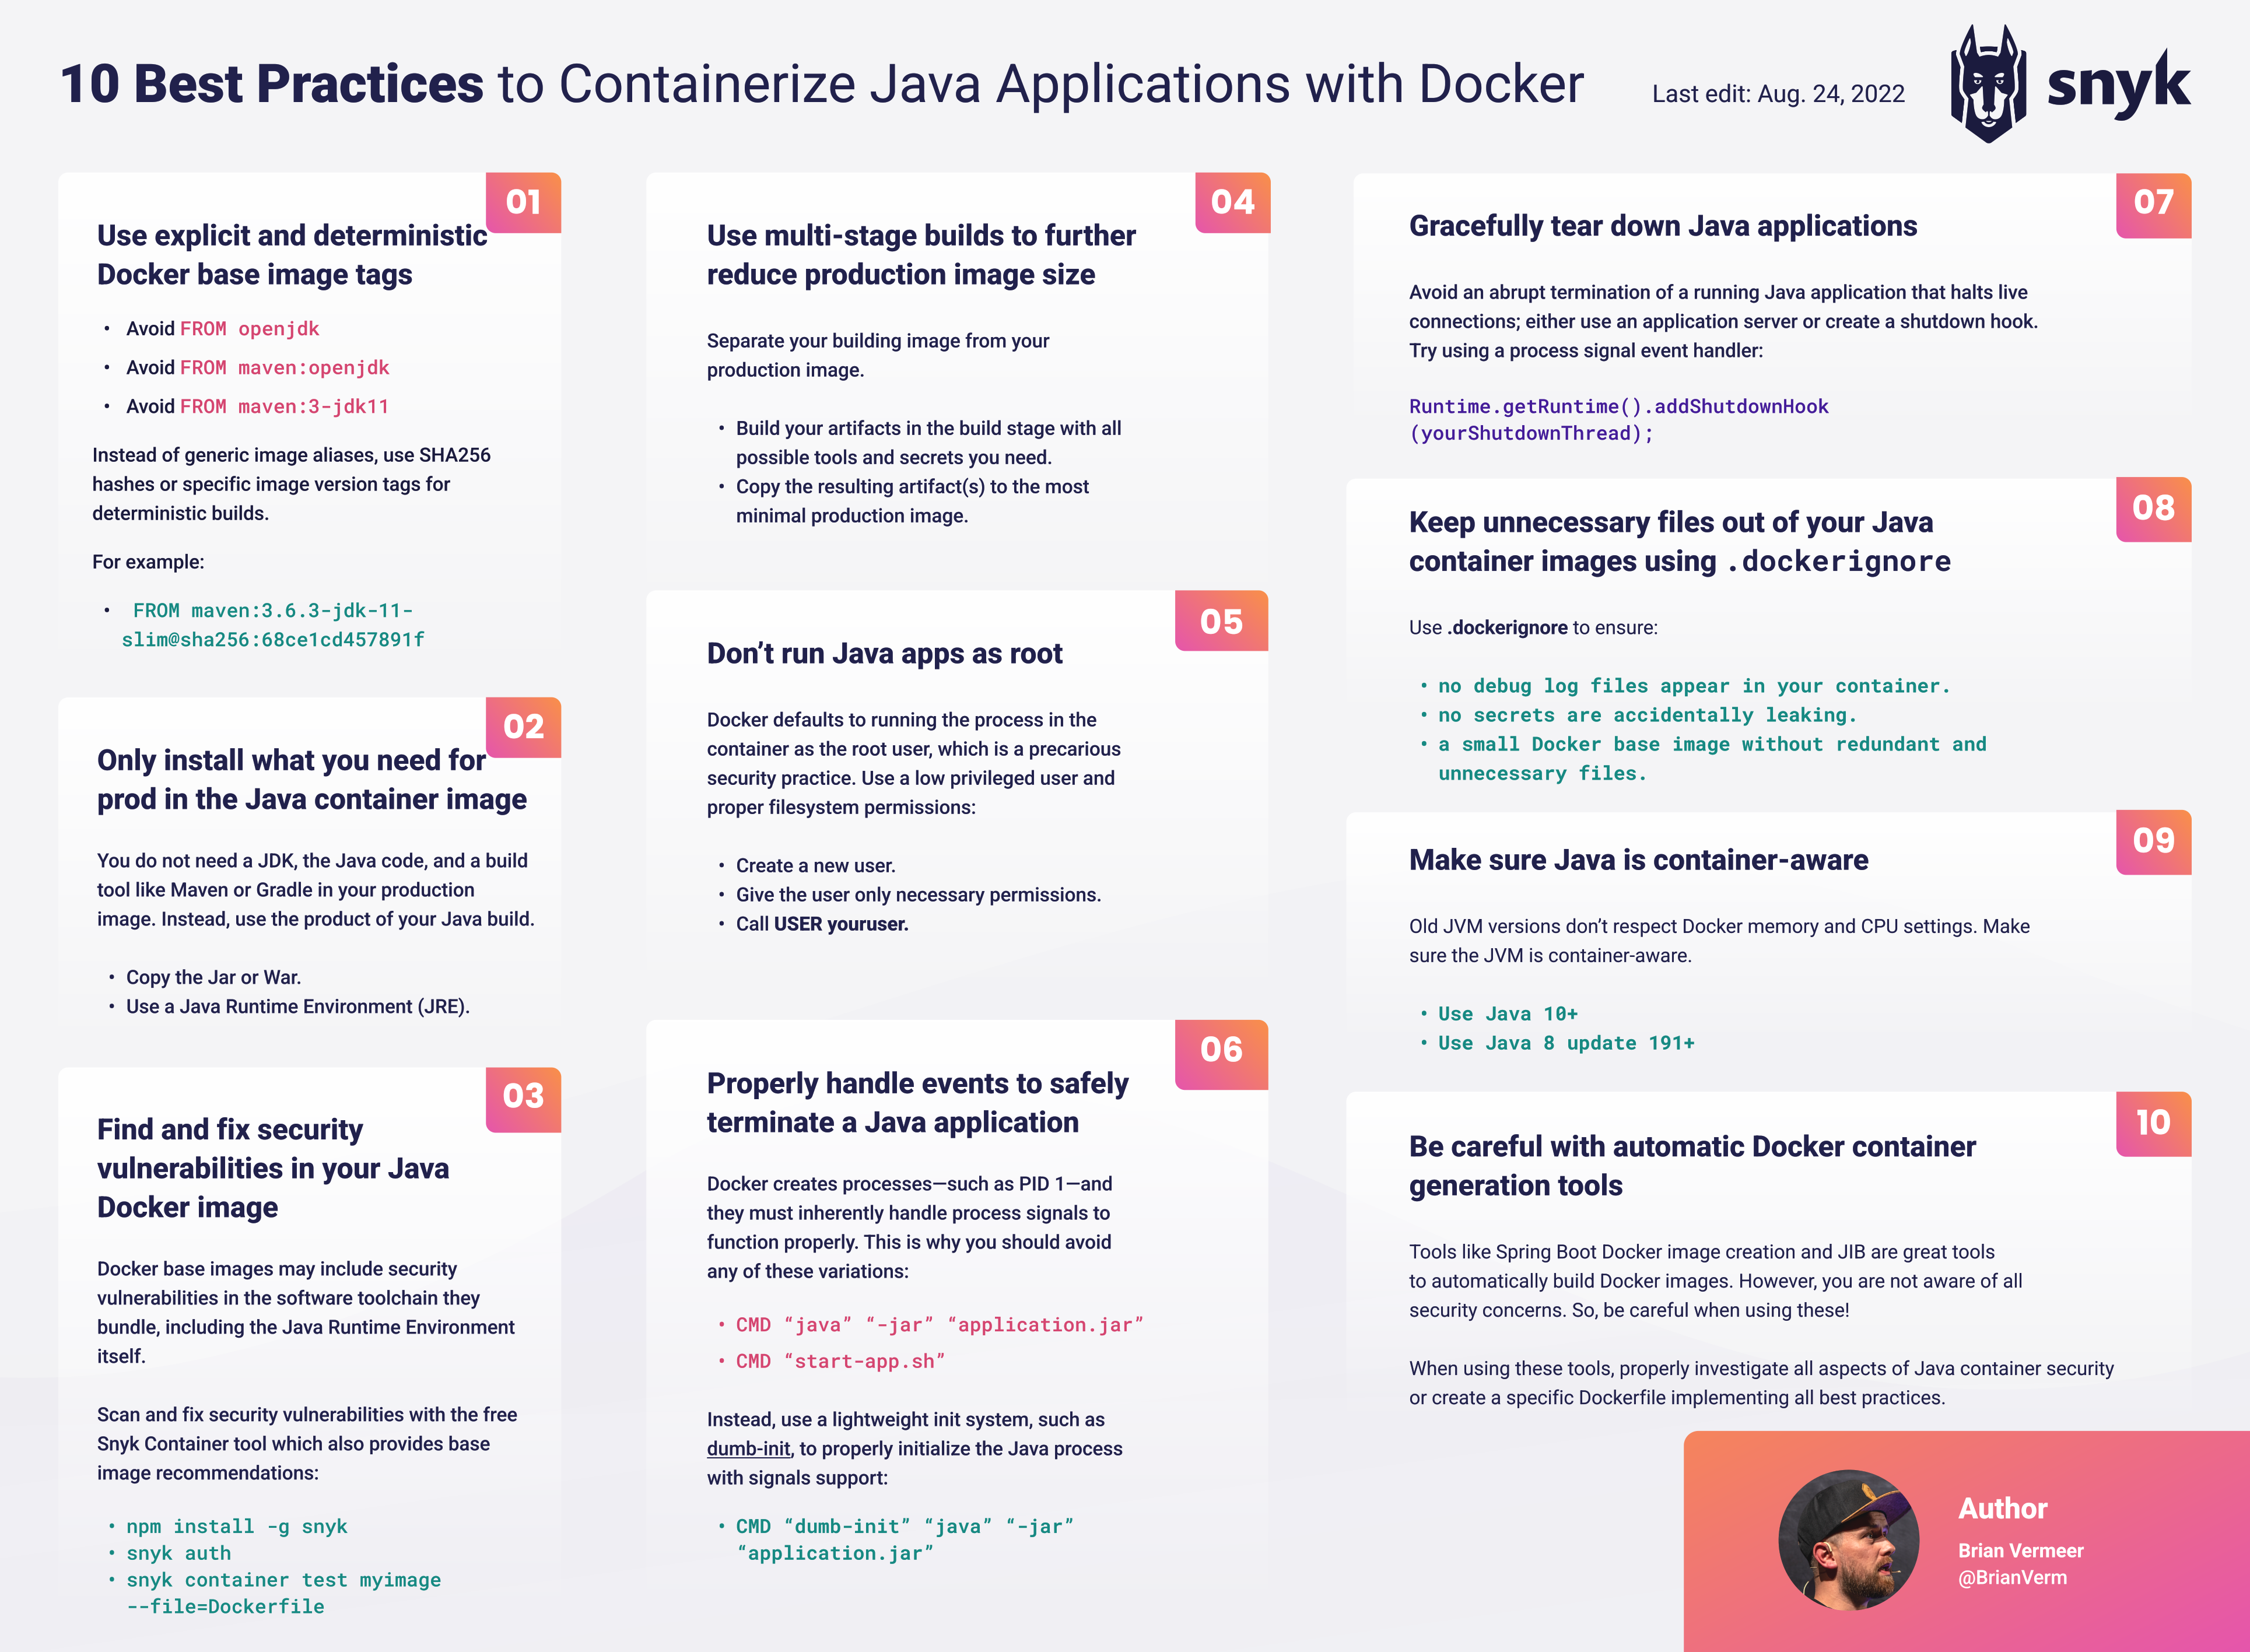 10 Best Practices to Containerize Java Applications with Docker
Last edit: Aug. 24, 2022
snyk
01
Use explicit and deterministic
Docker base image tags
• Avoid FROM openjdk
• Avoid FROM maven:openjdk
• Avoid FROM maven:3-jdk11
Instead of generic image aliases, use SHA256
hashes or specific image version tags for
deterministic builds.
For example:
• FROM maven:3.6.3-jdk-11-
slim@sha256:68ce1cd457891f
02
Only install what you need for
prod in the Java container image
You do not need a JDK, the Java code, and a build
tool like Maven or Gradle in your production
image. Instead, use the product of your Java build.
• Copy the Jar or War.
• Use a Java Runtime Environment (JRE).
03
Find and fix security
vulnerabilities in your Java
Docker image
Docker base images may include security
vulnerabilities in the software toolchain they
bundle, including the Java Runtime Environment
itself.
Scan and fix security vulnerabilities with the free
Snyk Container tool which also provides base
image recommendations:
• npm install -g snyk
• snyk auth
• snyk container test myimage
--file=Dockerfile
04
Use multi-stage builds to further
reduce production image size
Separate your building image from your
production image.
• Build your artifacts in the build stage with all
possible tools and secrets you need.
• Copy the resulting artifact(s) to the most
minimal production image.
05
Don’t run Java apps as root
Docker defaults to running the process in the
container as the root user, which is a precarious
security practice. Use a low privileged user and
proper filesystem permissions:
• Create a new user.
• Give the user only necessary permissions.
• Call USER youruser.
06
Properly handle events to safely
terminate a Java application
Docker creates processes—such as PID 1—and
they must inherently handle process signals to
function properly. This is why you should avoid
any of these variations:
• CMD “java” “-jar” “application.jar”
• CMD “start-app.sh”
Instead, use a lightweight init system, such as
dumb-init, to properly initialize the Java process
with signals support:
• CMD “dumb-init” “java” “-jar”
“application.jar”
07
Gracefully tear down Java applications
Avoid an abrupt termination of a running Java application that halts live
connections; either use an application server or create a shutdown hook.
Try using a process signal event handler:
Runtime.getRuntime().addShutdownHook
(yourShutdownThread);
08
Keep unnecessary files out of your Java
container images using .dockerignore
Use .dockerignore to ensure:
• no debug log files appear in your container.
• no secrets are accidentally leaking.
• a small Docker base image without redundant and
unnecessary files.
09
Make sure Java is container-aware
Old JVM versions don’t respect Docker memory and CPU settings. Make
sure the JVM is container-aware.
• Use Java 10+
• Use Java 8 update 191+
10
Be careful with automatic Docker container
generation tools
Tools like Spring Boot Docker image creation and JIB are great tools
to automatically build Docker images. However, you are not aware of all
security concerns. So, be careful when using these!
When using these tools, properly investigate all aspects of Java container security
or create a specific Dockerfile implementing all best practices.
Author
Brian Vermeer
@BrianVerm